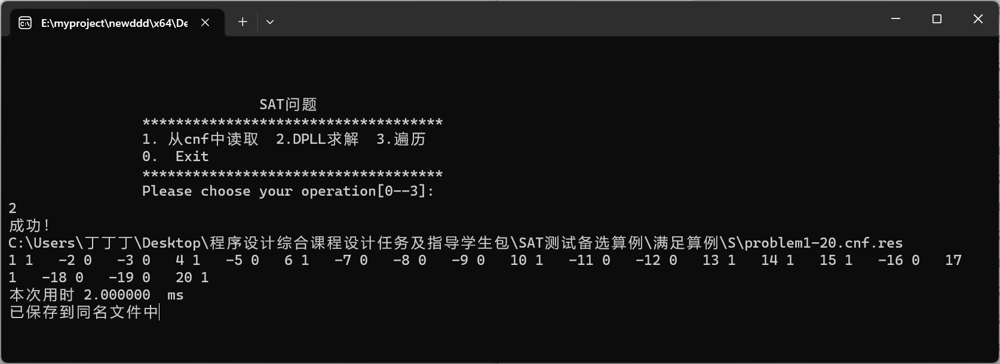 E:\myproject\newddd\x64\De
SAT问题
************************************
1. 从cnf中读取  2.DPLL求解  3.遍历
0.  Exit
************************************
Please choose your operation[0--3]:
2
成功!
C:\Users\丁丁丁\Desktop\程序设计综合课程设计任务及指导学生包\SAT测试备选算例\满足算例\S\problem1-20.cnf.res
1 1   -2 0   -3 0   4 1   -5 0   6 1   -7 0   -8 0   -9 0   10 1   -11 0   -12 0   13 1   14 1   15 1   -16 0   17
1   -18 0   -19 0   20 1
本次用时 2.000000  ms
已保存到同名文件中